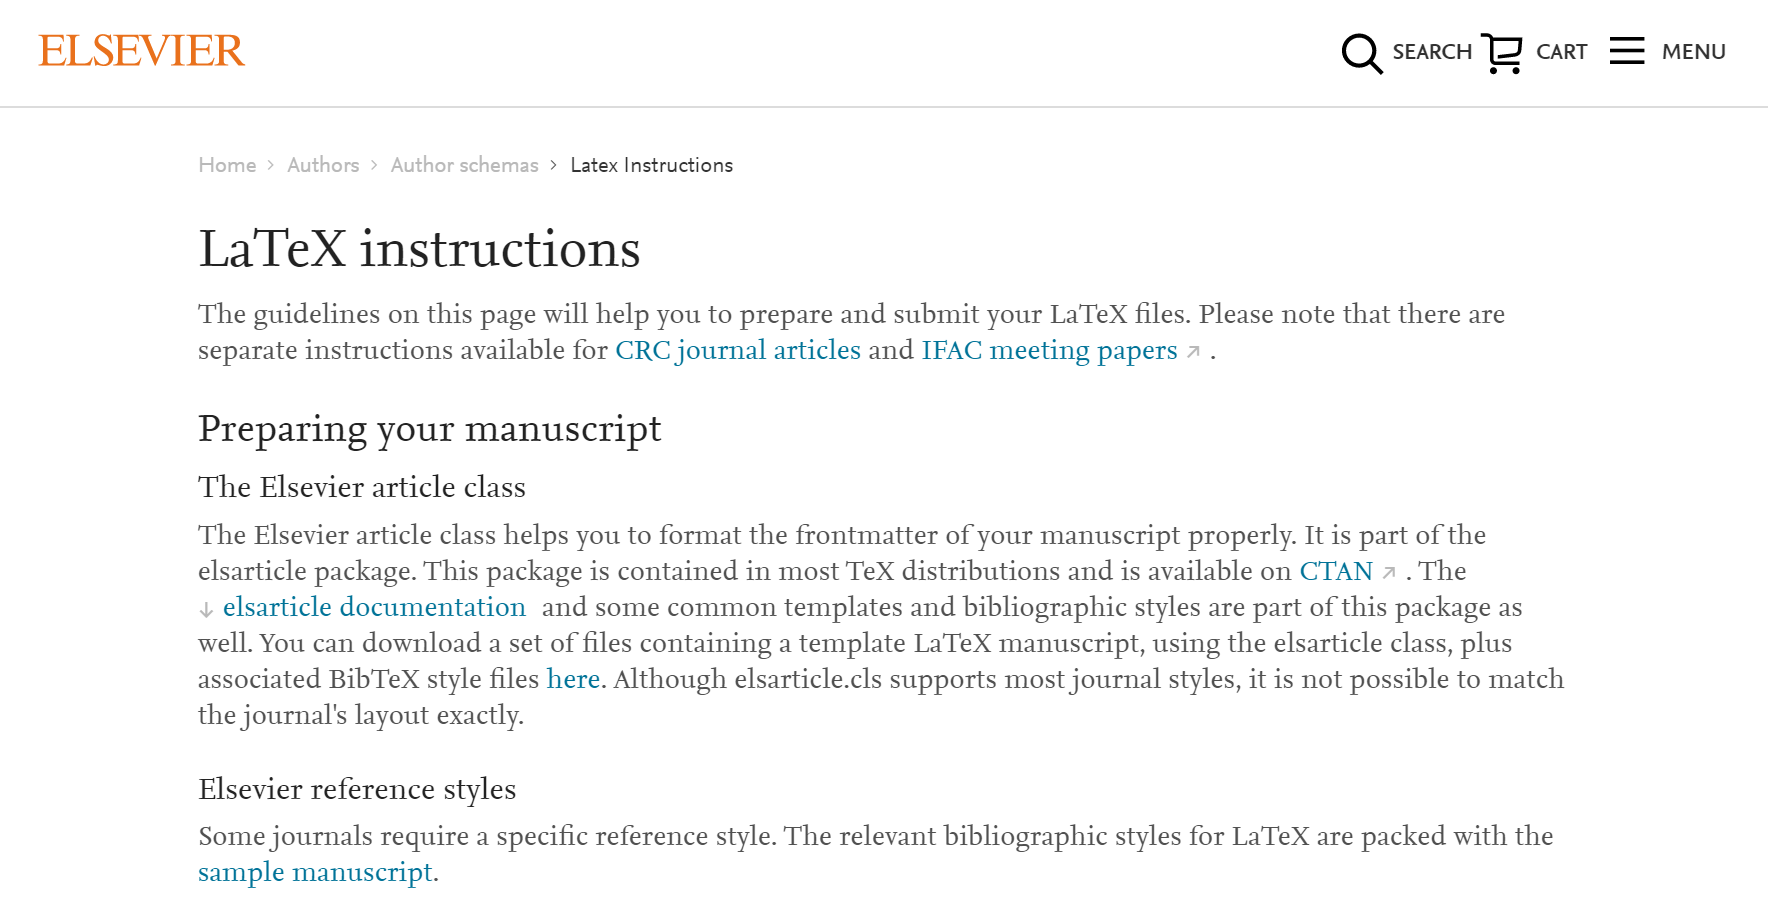 ELSEVIER
SEARCH CART MENU
Home > Authors > Author schemas > Latex Instructions
LaTeX instructions
The guidelines on this page will help you to prepare and submit your LaTeX files. Please note that there are
separate instructions available for CRC journal articles and IFAC meeting papers ↗ .
Preparing your manuscript
The Elsevier article class
The Elsevier article class helps you to format the frontmatter of your manuscript properly. It is part of the
elsarticle package. This package is contained in most TeX distributions and is available on CTAN ↗ . The
↓ elsarticle documentation and some common templates and bibliographic styles are part of this package as
well. You can download a set of files containing a template LaTeX manuscript, using the elsarticle class, plus
associated BibTeX style files here. Although elsarticle.cls supports most journal styles, it is not possible to match
the journal's layout exactly.
Elsevier reference styles
Some journals require a specific reference style. The relevant bibliographic styles for LaTeX are packed with the
sample manuscript.